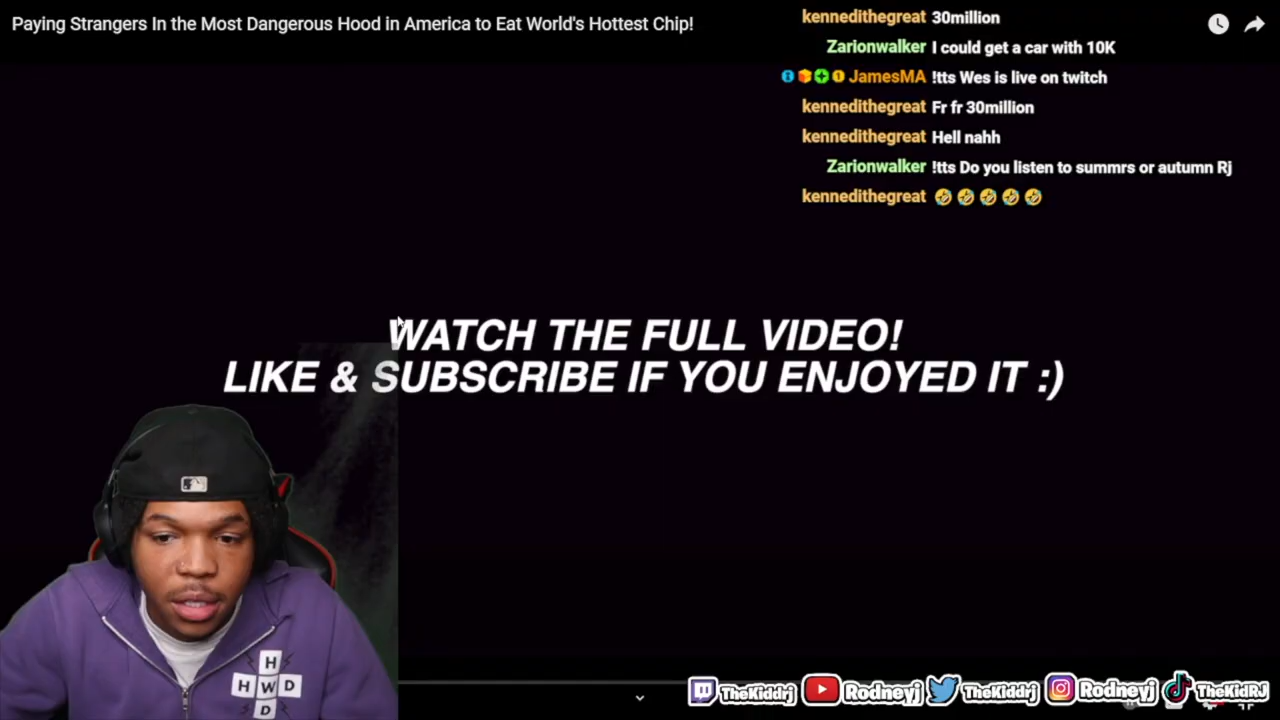 Paying Strangers In the Most Dangerous Hood in America to Eat World's Hottest Chip!
kennedithegreat 30million
Zarionwalker I could get a car with 10K
JamesMA !tts Wes is live on twitch
kennedithegreat Fr fr 30million
kennedithegreat Hell nahh
Zarionwalker !tts Do you listen to summrs or autumn Rj
kennedithegreat 🤣🤣🤣🤣🤣
WATCH THE FULL VIDEO!
LIKE & SUBSCRIBE IF YOU ENJOYED IT :)
H
H W D
D
TheKiddrj Rodneyj TheKiddrj Rodneyj TheKidRJ